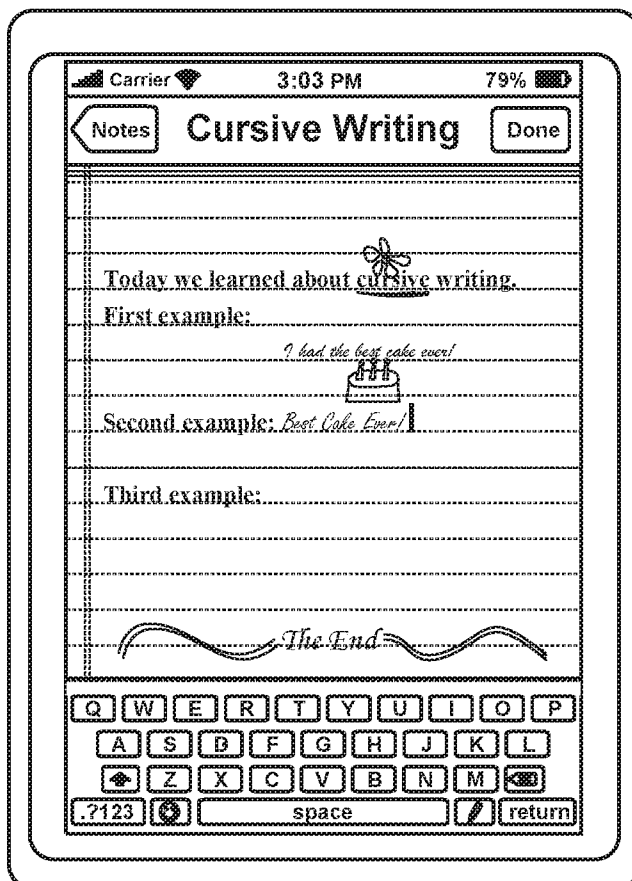 Carrier 3:03 PM 79%
Notes Cursive Writing Done
Today we learned about cursive writing.
First example:
I had the best cake ever!
Second example: Best Cake Ever!
Third example:
The End
Q W E R T Y U I O P
A S D F G H J K L
Z X C V B N M
.?123 space return